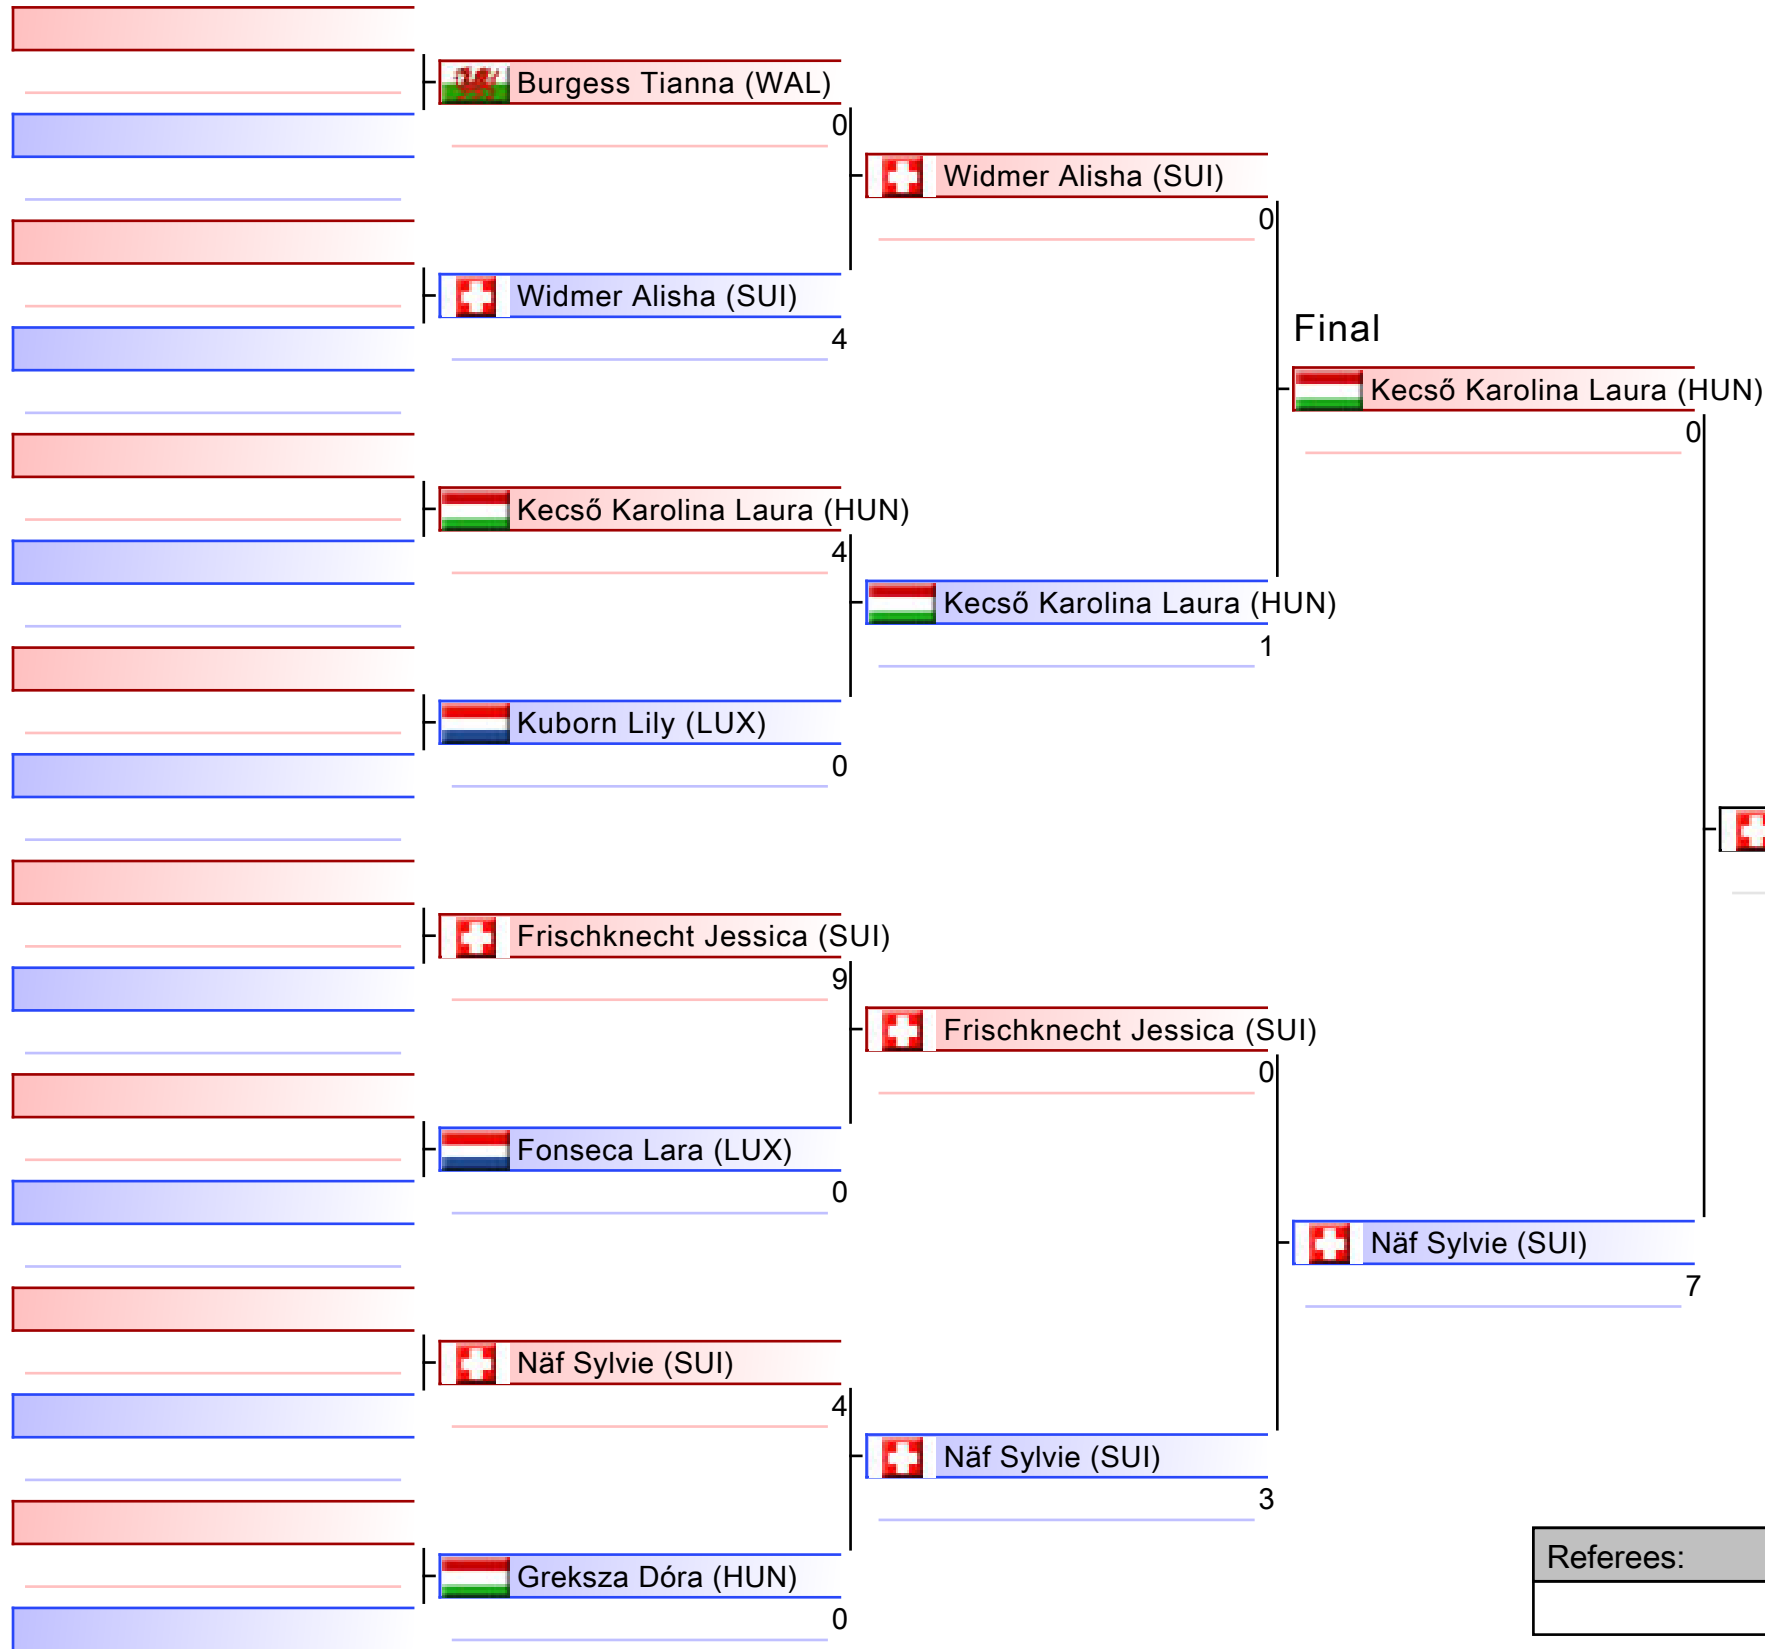 Burgess Tianna (WAL)
0
Widmer Alisha (SUI)
0
Widmer Alisha (SUI)
4
Final
Kecső Karolina Laura (HUN)
0
Kecső Karolina Laura (HUN)
4
Kecső Karolina Laura (HUN)
1
Kuborn Lily (LUX)
0
Frischknecht Jessica (SUI)
9
Frischknecht Jessica (SUI)
0
Fonseca Lara (LUX)
0
Näf Sylvie (SUI)
7
Näf Sylvie (SUI)
4
Näf Sylvie (SUI)
3
Referees:
Greksza Dóra (HUN)
0